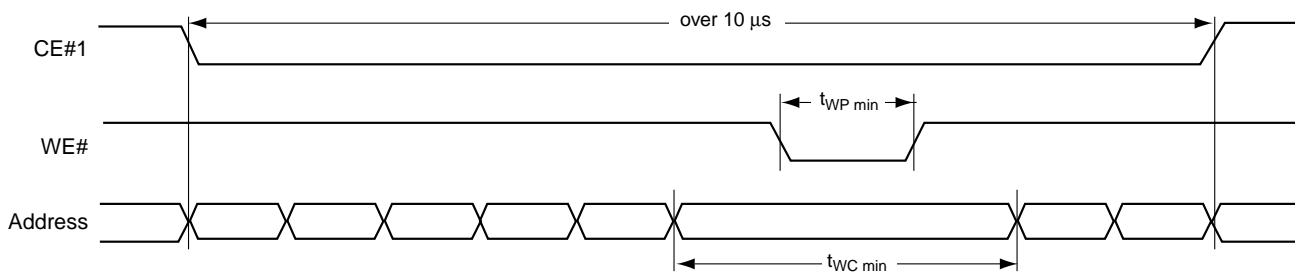 over 10 μs
CE#1
tWP min
WE#
Address
tWC min